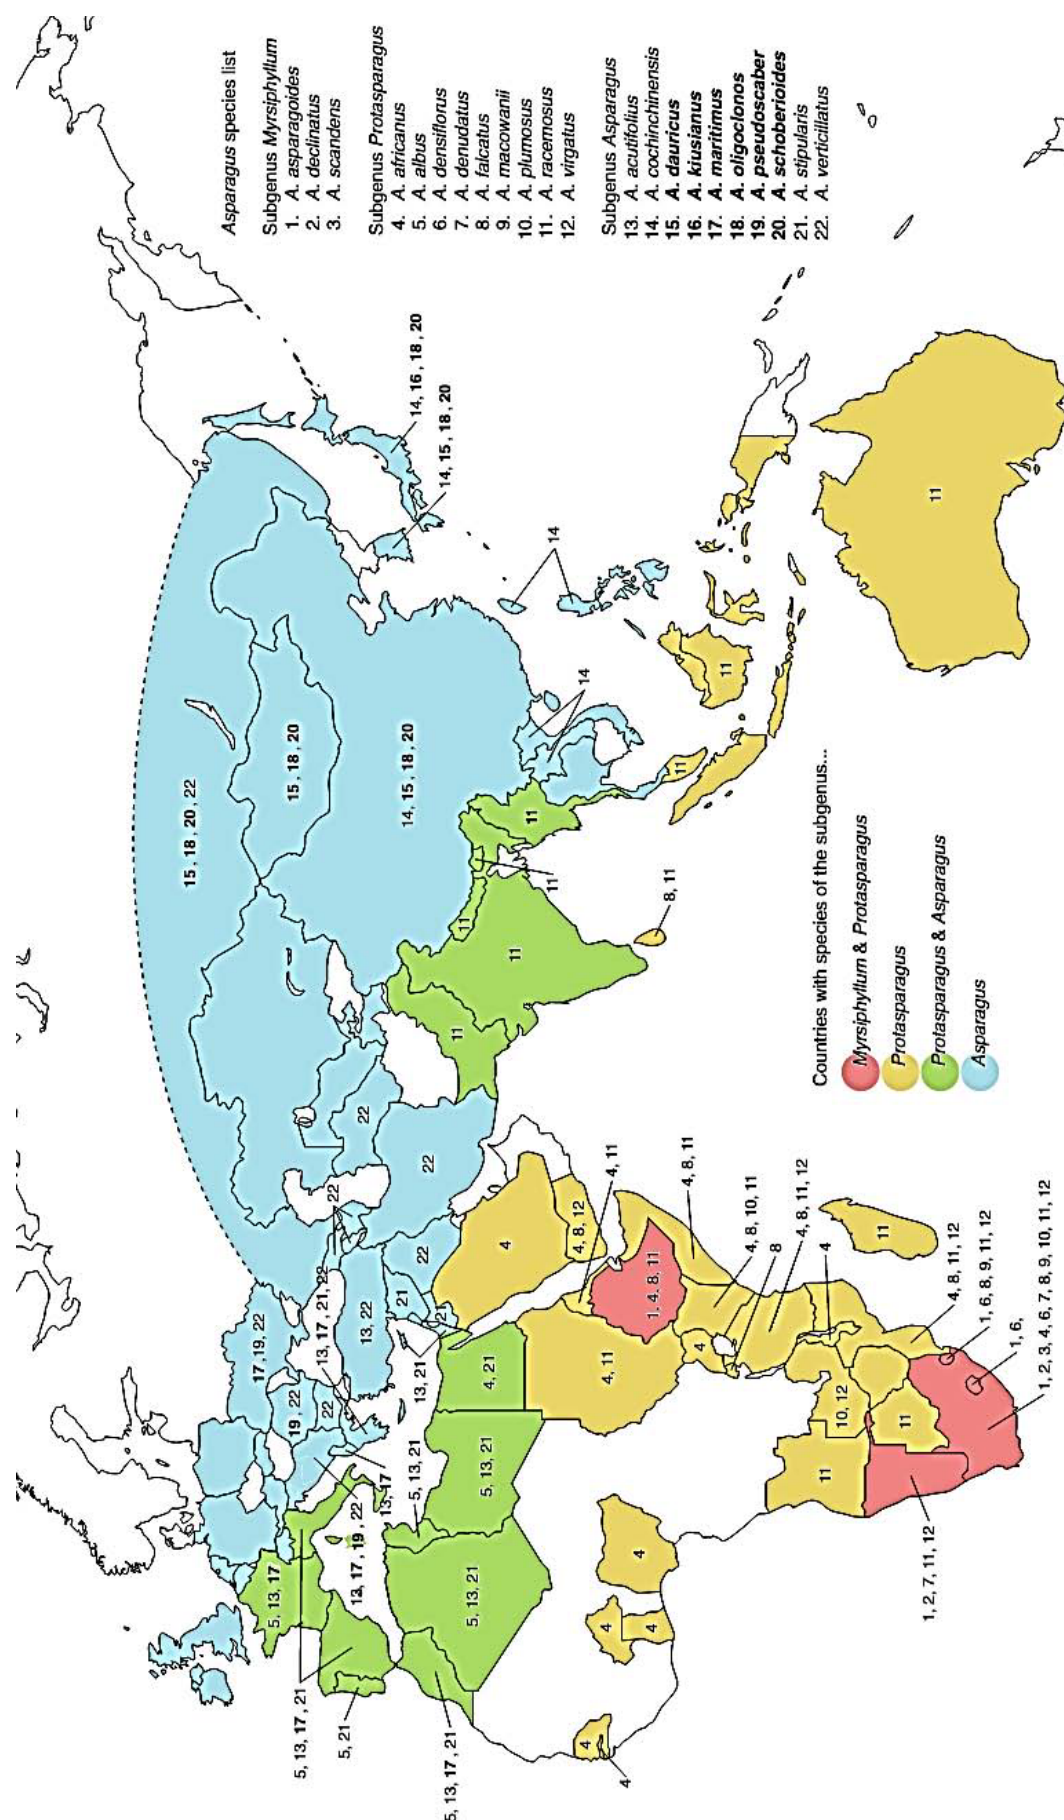 Asparagus species list
Subgenus Myrsiphyllum
1. A. asparagoides
2. A. declinatus
3. A. scandens
Subgenus Protasparagus
4. A. africanus
5. A. albus
6. A. densiflorus
7. A. denudatus
8. A. falcatus
9. A. macowanii
10. A. plumosus
11. A. racemosus
12. A. virgatus
Subgenus Asparagus
13. A. acutifolius
14. A. cochinchinensis
15. A. dauricus
16. A. kiusianus
17. A. maritimus
18. A. oligoclonos
19. A. pseudoscaber
20. A. schoberioides
21. A. stipularis
22. A. verticillatus
15, 18, 20, 22
15, 18, 20
14, 15, 18, 20
14, 16, 18, 20
14, 15, 18, 20
14
14
11
11
11
11
11
11
8, 11
11
11
11
22
22
22
22
17, 19, 22
19, 22
22
13, 17, 21, 22
13, 22
21
21
13, 21
5, 13, 17
5, 13, 17, 21
5, 21
13, 17, 19, 22
13, 17
5, 13, 21
5, 13, 21
5, 13, 21
5, 13, 17, 21
4, 21
4
4, 8, 12
4, 11
4, 11
1, 4, 8, 11
4, 8, 11
4, 8, 10, 11
8
4, 8, 11, 12
4
4
11
4
4
4
4
4
11
10, 12
11
4, 8, 11, 12
1, 6, 8, 9, 11, 12
1, 6,
1, 2, 3, 4, 6, 7, 8, 9, 10, 11, 12
1, 2, 7, 11, 12
Countries with species of the subgenus...
Myrsiphyllum & Protasparagus
Protasparagus
Protasparagus & Asparagus
Asparagus